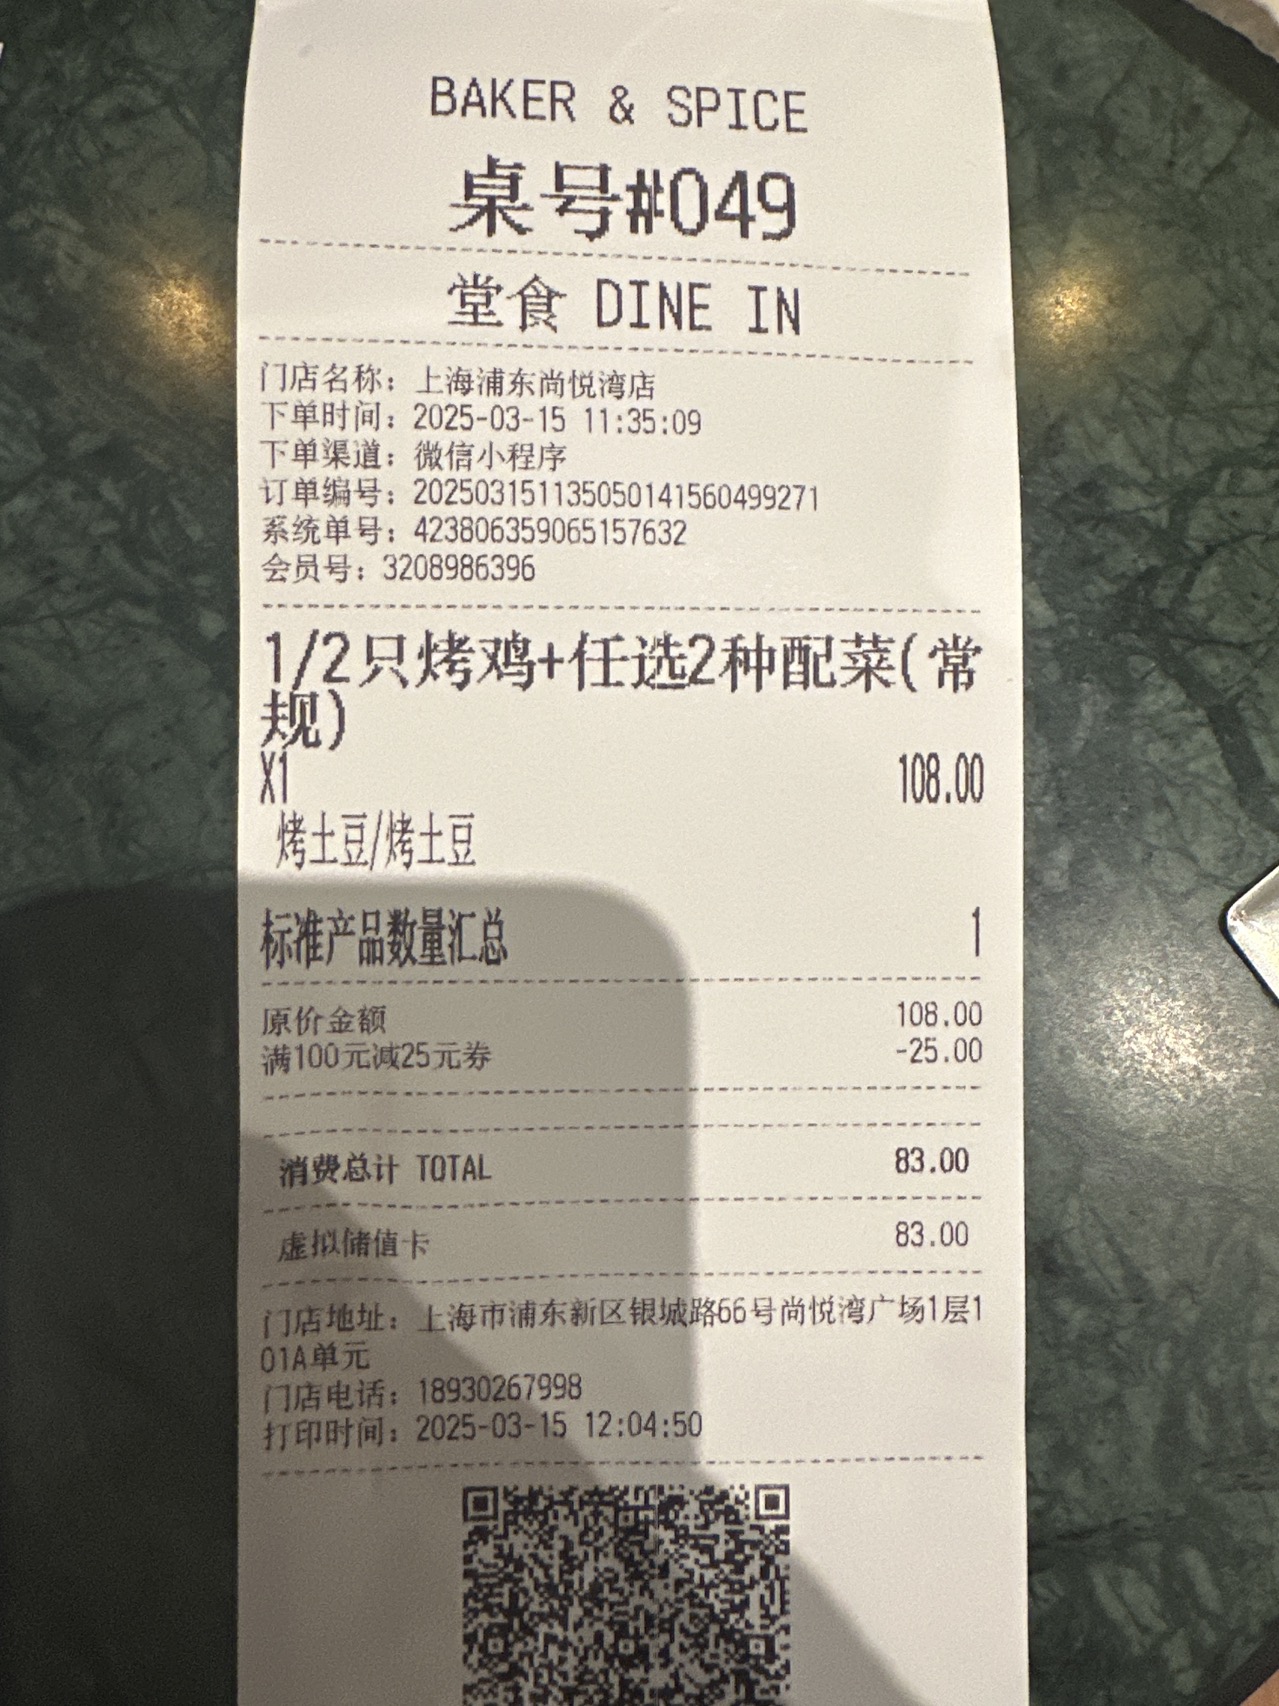 BAKER & SPICE
桌号#049
堂食 DINE IN
门店名称：上海浦东尚悦湾店
下单时间：2025-03-15 11:35:09
下单渠道：微信小程序
订单编号：202503151135050141560499271
系统单号：423806359065157632
会员号：3208986396
1/2只烤鸡+任选2种配菜(常
规)
X1 108.00
烤土豆/烤土豆
标准产品数量汇总 1
原价金额 108.00
满100元减25元券 -25.00
消费总计 TOTAL 83.00
虚拟储值卡 83.00
门店地址：上海市浦东新区银城路66号尚悦湾广场1层1
01A单元
门店电话：18930267998
打印时间：2025-03-15 12:04:50